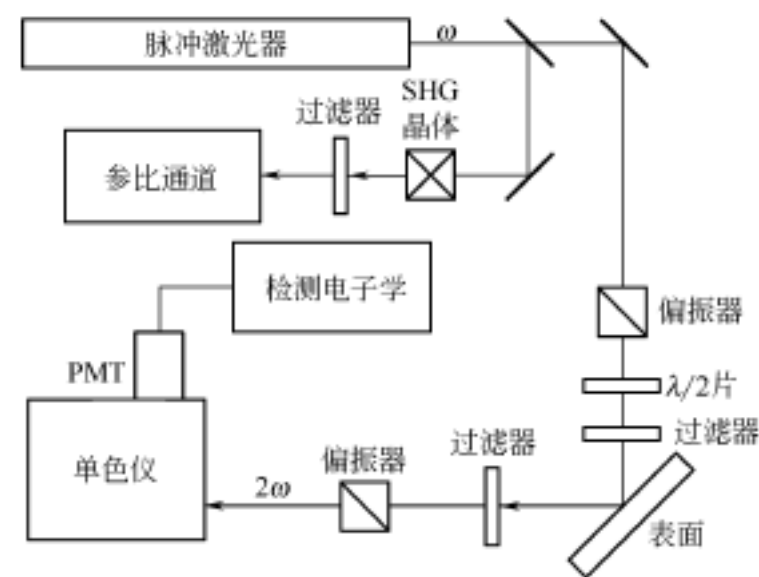 脉冲激光器
ω
SHG
晶体
过滤器
参比通道
检测电子学
偏振器
PMT
λ/2片
过滤器
单色仪
2ω
偏振器
过滤器
表面